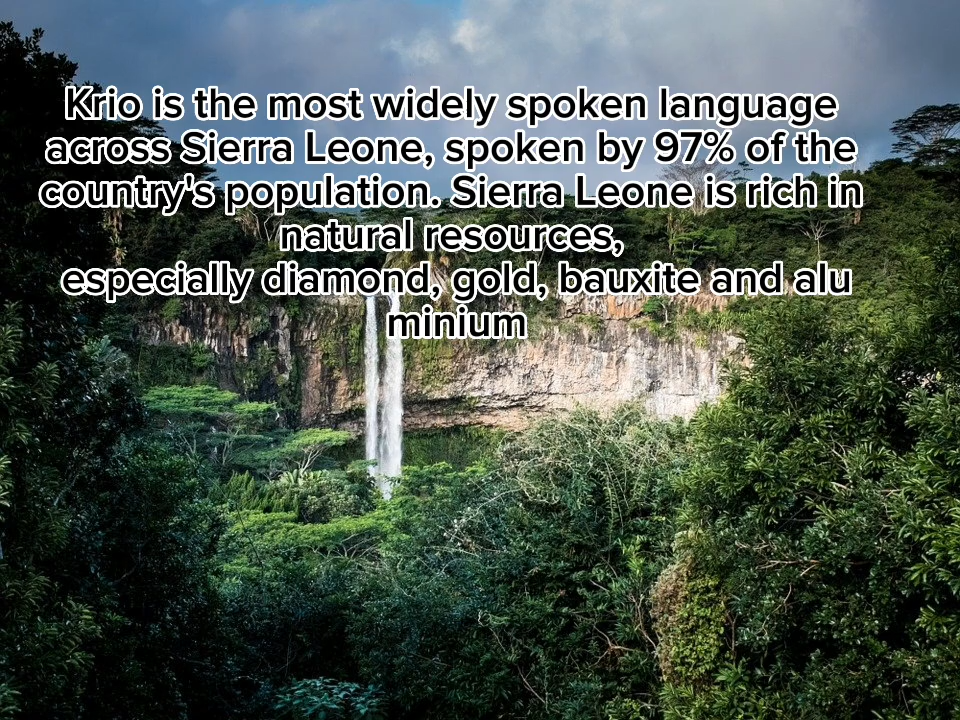 Krio is the most widely spoken language
across Sierra Leone, spoken by 97% of the
country's population. Sierra Leone is rich in
natural resources,
especially diamond, gold, bauxite and alu
minium